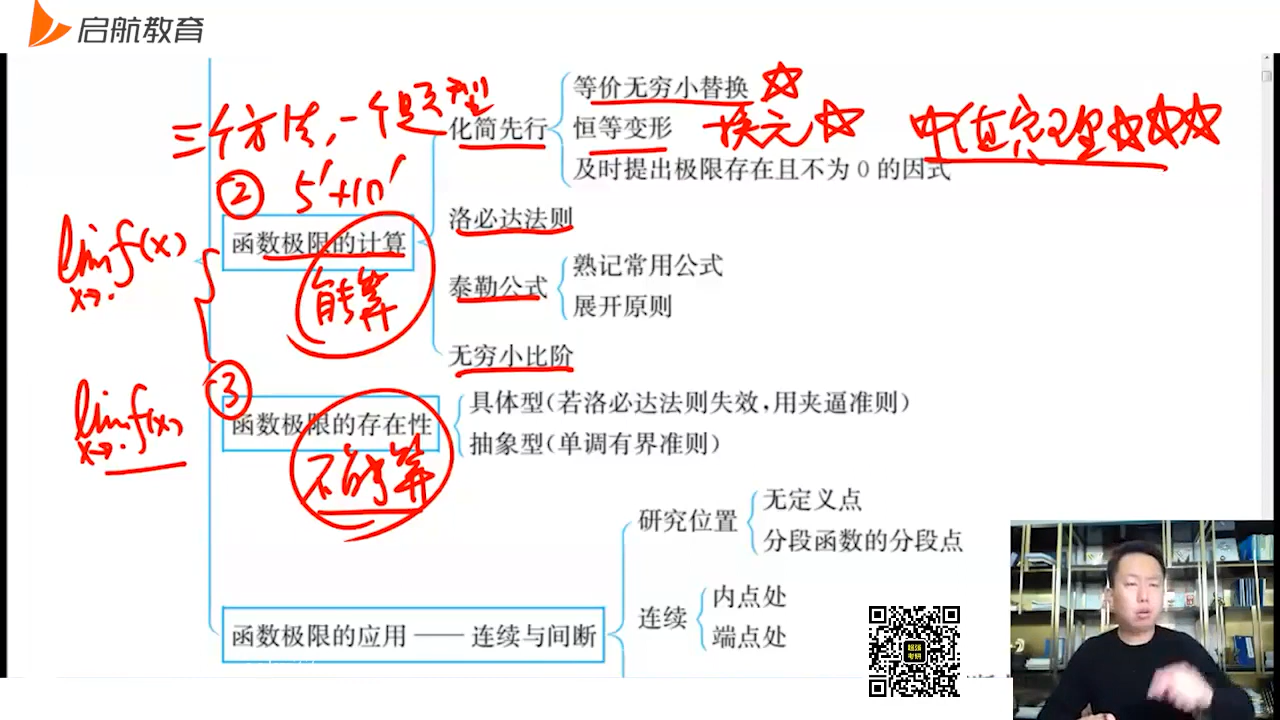 启航教育
等价无穷小替换
三个方法,一个题型
化简先行
恒等变形
换元
中值定理
及时提出极限存在且不为0的因式
② 5'+10'
lim f(x)
x→·
函数极限的计算
能算
洛必达法则
泰勒公式
熟记常用公式
展开原则
无穷小比阶
③
lim f(x)
x→·
函数极限的存在性
不能算
具体型(若洛必达法则失效,用夹逼准则)
抽象型(单调有界准则)
研究位置
无定义点
分段函数的分段点
函数极限的应用——连续与间断
连续
内点处
端点处